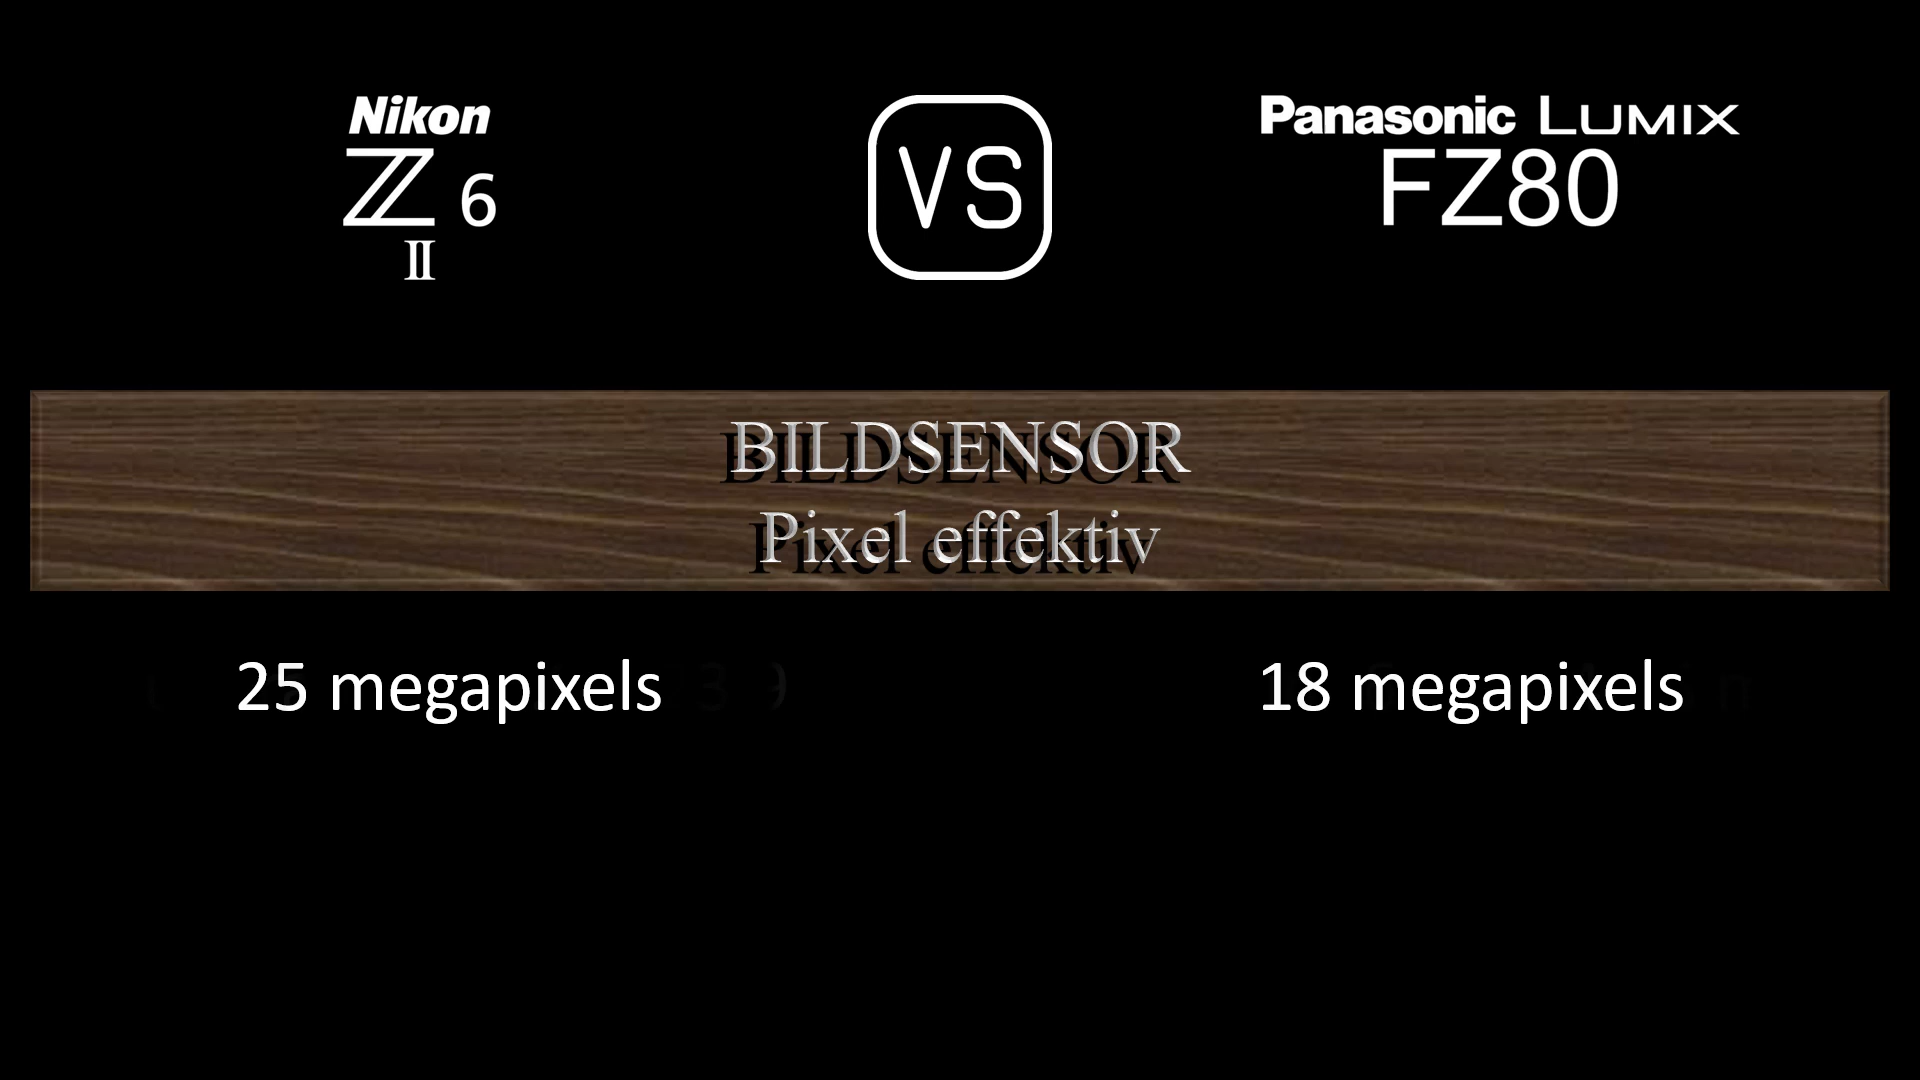 Nikon
Z 6
II
VS
Panasonic LUMIX
FZ80
BILDSENSOR
Pixel effektiv
25 megapixels
18 megapixels